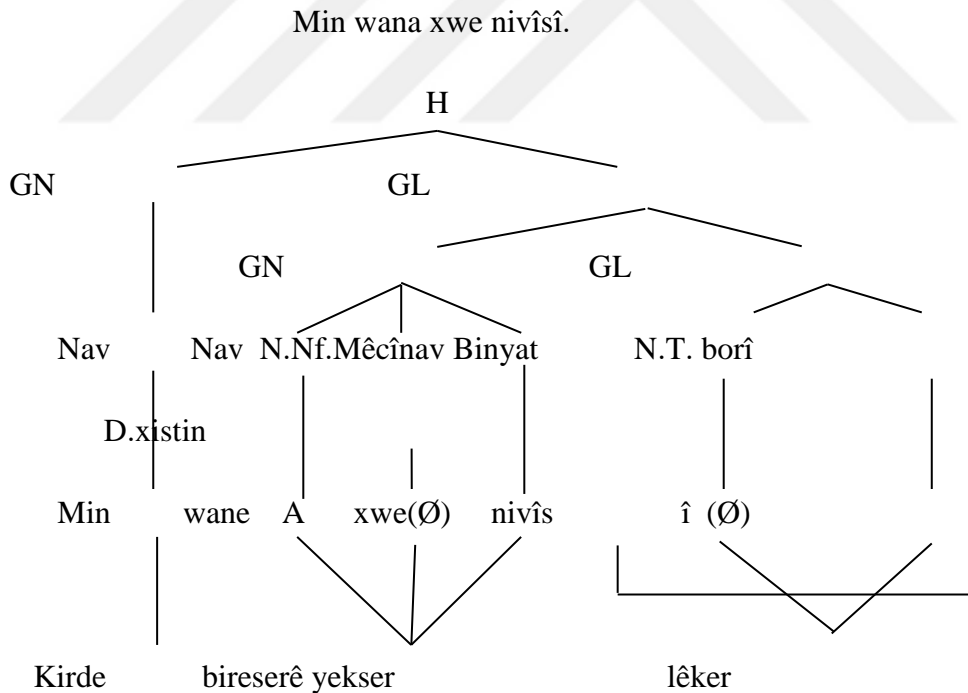 Min wana xwe nivîsî.
H
GN GL
GN GL
Nav Nav N.Nf.Mêcînav Binyat N.T. borî
D.xistin
Min wane A xwe(Ø) nivîs î (Ø)
Kirde bireserê yekser lêker